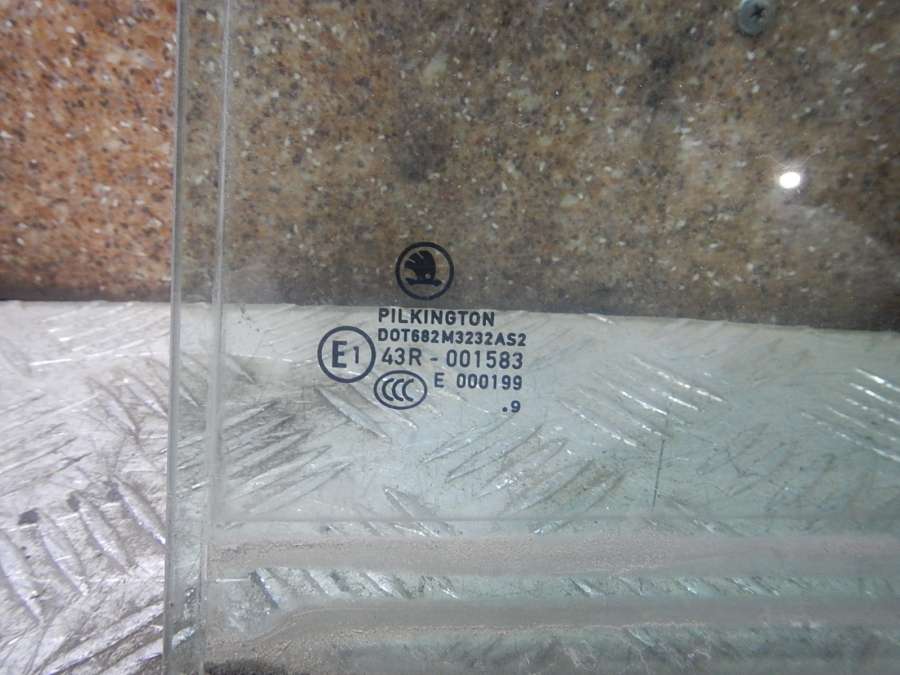 PILKINGTON
DOT682M3232AS2
E1 43R - 001583
CCC E 000199
.9